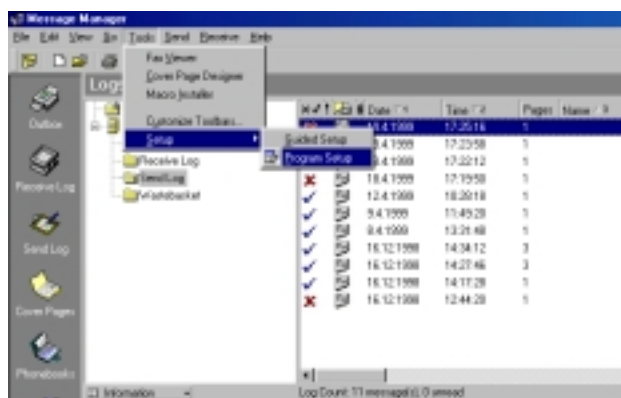 Message Manager
File Edit View Go Tools Send Receive Help
Fax Viewer
Cover Page Designer
Macro Installer
Customize Toolbars...
Setup
Guided Setup
Program Setup
Logs
Outbox
Receive Log
Send Log
Cover Pages
Phonebooks
Receive Log
Send Log
Wastebasket
Date Time Pages Name
17:25:16 1
17:23:58 1
.4.1999 17:22:12 1
18.4.1999 17:19:50 1
12.4.1999 18:28:18 1
9.4.1999 11:49:28 1
8.4.1999 13:31:48 1
16.12.1998 14:34:12 3
16.12.1998 14:27:46 3
16.12.1998 14:17:28 1
16.12.1998 12:44:28 1
Information
Log Count: 11 message(s), 0 unread